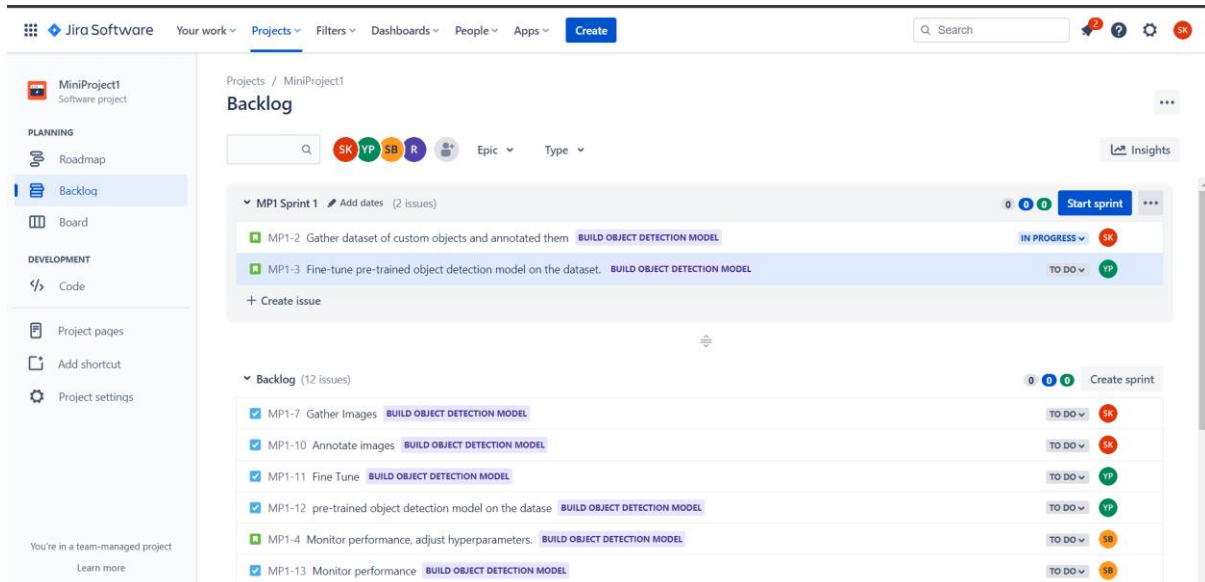 Jira Software Your work Projects Filters Dashboards People Apps Create Search 2 SK
MiniProject1
Software project
PLANNING
Roadmap
Backlog
Board
DEVELOPMENT
Code
Project pages
Add shortcut
Project settings
You're in a team-managed project
Learn more
Projects / MiniProject1
Backlog
SK YP SB R Epic Type Insights
MP1 Sprint 1 Add dates (2 issues) 0 0 0 Start sprint
MP1-2 Gather dataset of custom objects and annotated them BUILD OBJECT DETECTION MODEL IN PROGRESS SK
MP1-3 Fine-tune pre-trained object detection model on the dataset. BUILD OBJECT DETECTION MODEL TO DO YP
+ Create issue
Backlog (12 issues) 0 0 0 Create sprint
MP1-7 Gather Images BUILD OBJECT DETECTION MODEL TO DO SK
MP1-10 Annotate images BUILD OBJECT DETECTION MODEL TO DO SK
MP1-11 Fine Tune BUILD OBJECT DETECTION MODEL TO DO YP
MP1-12 pre-trained object detection model on the datase BUILD OBJECT DETECTION MODEL TO DO YP
MP1-4 Monitor performance, adjust hyperparameters. BUILD OBJECT DETECTION MODEL TO DO SB
MP1-13 Monitor performance BUILD OBJECT DETECTION MODEL TO DO SB